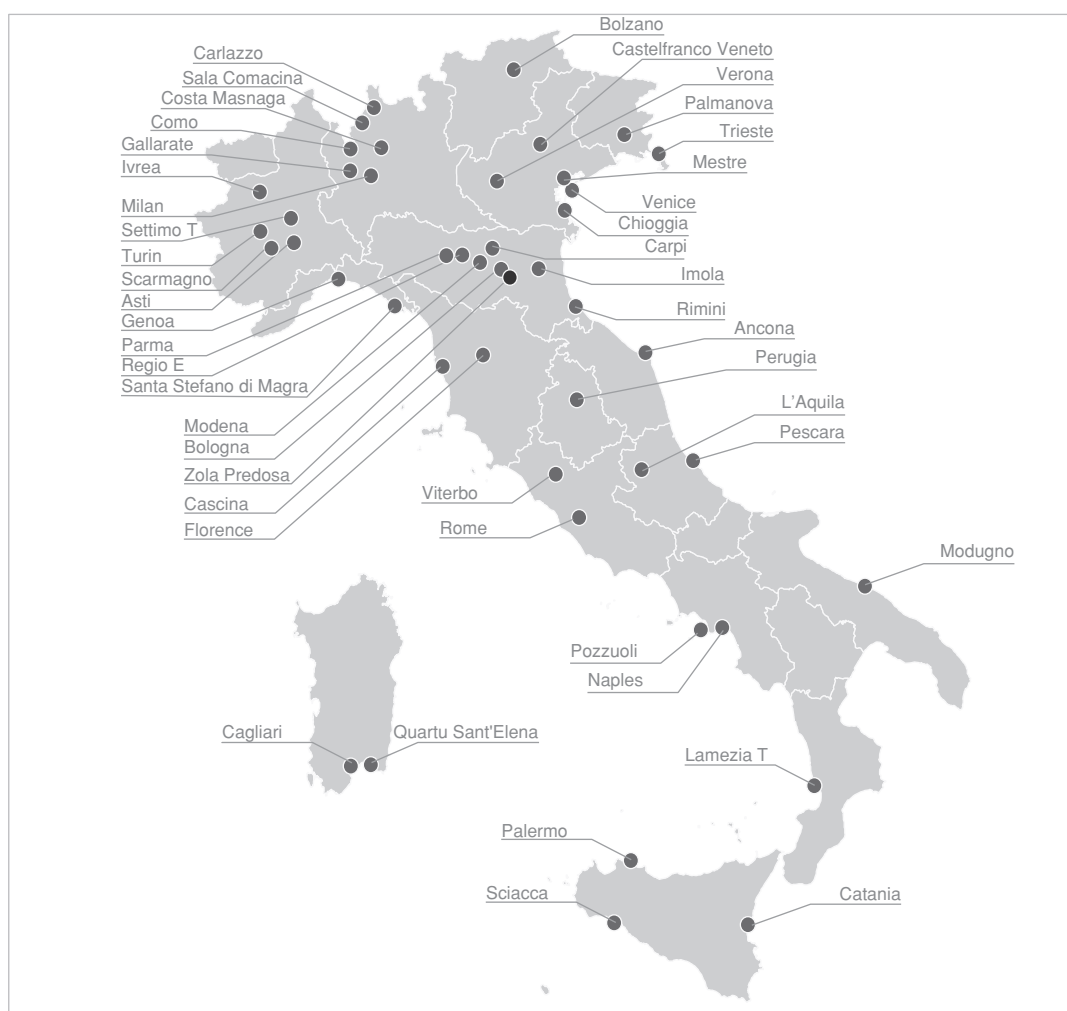 Bolzano
Carlazzo
Castelfranco Veneto
Sala Comacina
Verona
Costa Masnaga
Palmanova
Como
Trieste
Gallarate
Mestre
Ivrea
Milan
Venice
Settimo T
Chioggia
Turin
Carpi
Scarmagno
Imola
Asti
Genoa
Rimini
Parma
Ancona
Regio E
Perugia
Santa Stefano di Magra
L'Aquila
Modena
Pescara
Bologna
Zola Predosa
Viterbo
Cascina
Florence
Rome
Modugno
Pozzuoli
Naples
Cagliari
Quartu Sant'Elena
Lamezia T
Palermo
Sciacca
Catania